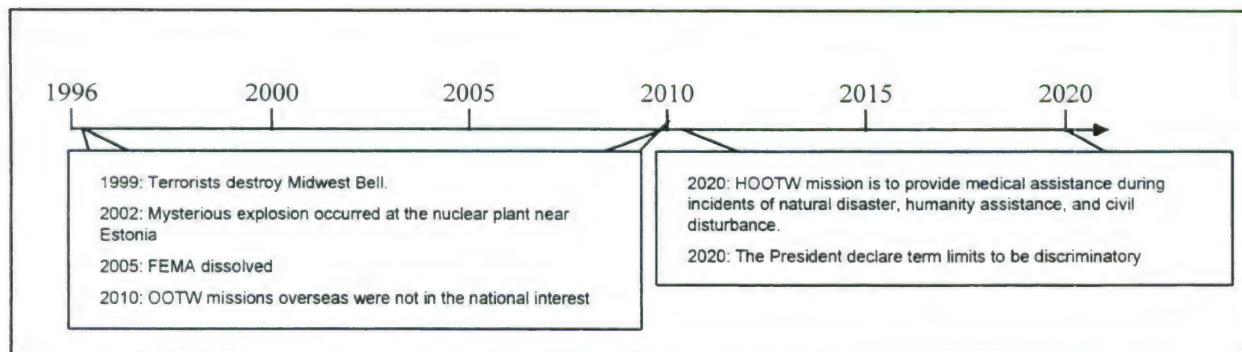 1996 2000 2005 2010 2015 2020
1999: Terrorists destroy Midwest Bell.
2002: Mysterious explosion occurred at the nuclear plant near
Estonia
2005: FEMA dissolved
2010: OOTW missions overseas were not in the national interest
2020: HOOTW mission is to provide medical assistance during
incidents of natural disaster, humanity assistance, and civil
disturbance.
2020: The President declare term limits to be discriminatory